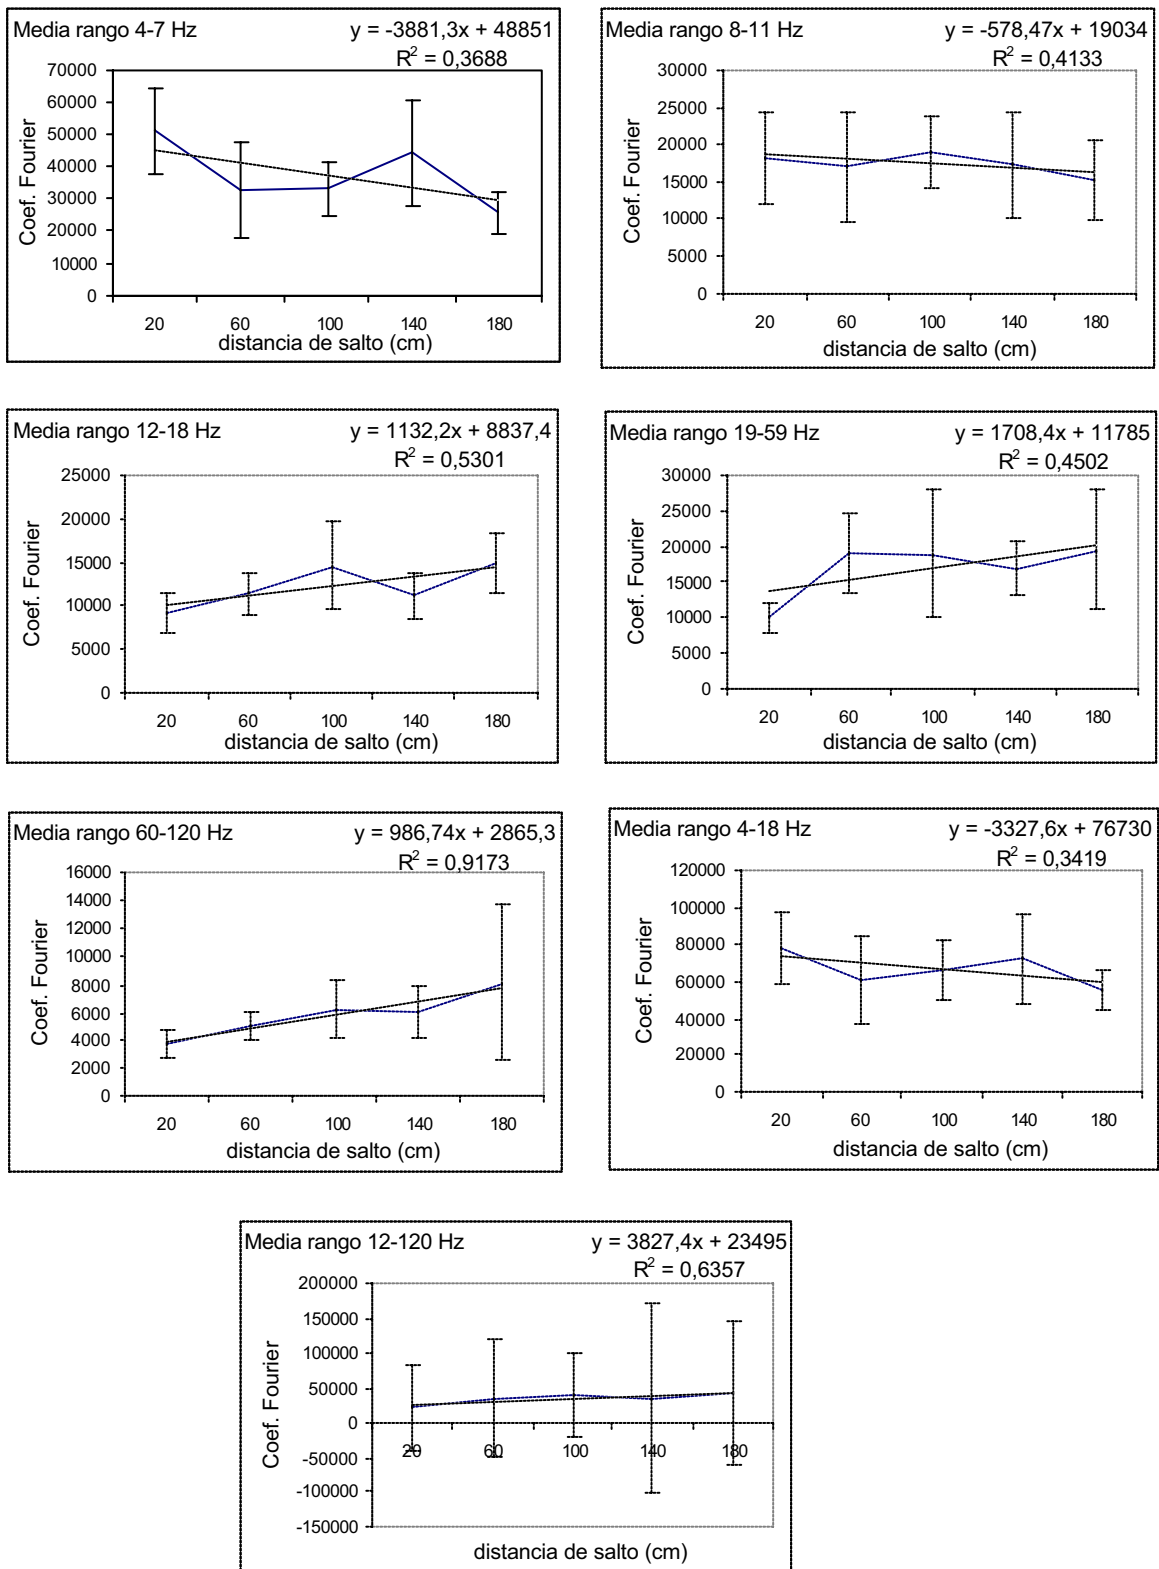 Media rango 4-7 Hz y = -3881,3x + 48851
R² = 0,3688
70000
60000
50000
40000
30000
20000
10000
0
Coef. Fourier
20 60 100 140 180
distancia de salto (cm)
Media rango 8-11 Hz y = -578,47x + 19034
R² = 0,4133
30000
25000
20000
15000
10000
5000
0
Coef. Fourier
20 60 100 140 180
distancia de salto (cm)
Media rango 12-18 Hz y = 1132,2x + 8837,4
R² = 0,5301
25000
20000
15000
10000
5000
0
Coef. Fourier
20 60 100 140 180
distancia de salto (cm)
Media rango 19-59 Hz y = 1708,4x + 11785
R² = 0,4502
30000
25000
20000
15000
10000
5000
0
Coef. Fourier
20 60 100 140 180
distancia de salto (cm)
Media rango 60-120 Hz y = 986,74x + 2865,3
R² = 0,9173
16000
14000
12000
10000
8000
6000
4000
2000
0
Coef. Fourier
20 60 100 140 180
distancia de salto (cm)
Media rango 4-18 Hz y = -3327,6x + 76730
R² = 0,3419
120000
100000
80000
60000
40000
20000
0
Coef. Fourier
20 60 100 140 180
distancia de salto (cm)
Media rango 12-120 Hz y = 3827,4x + 23495
R² = 0,6357
200000
150000
100000
50000
0
-50000
-100000
-150000
Coef. Fourier
20 60 100 140 180
distancia de salto (cm)